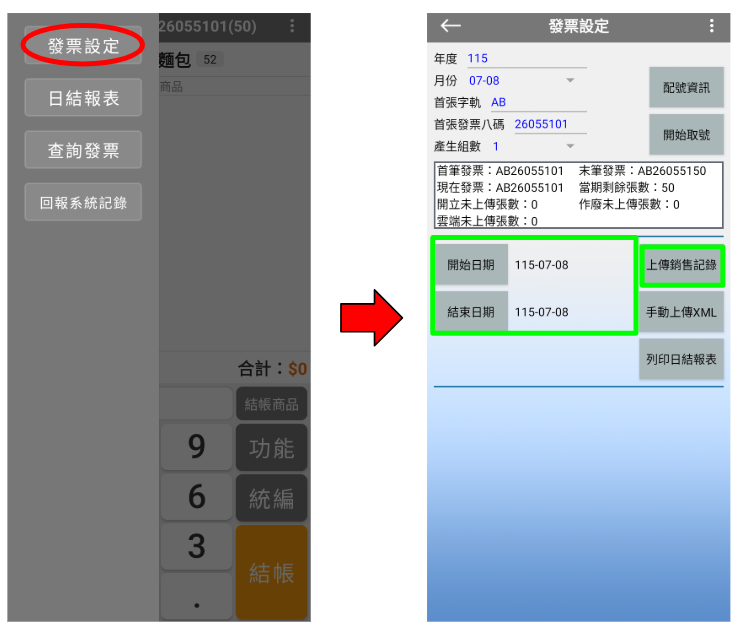 發票設定
日結報表
查詢發票
回報系統記錄
26055101(50)
麵包 52
商品
合計：$0
結帳商品
9 功能
6 統編
3
結帳
.
發票設定
年度 115
月份 07-08
配號資訊
首張字軌 AB
首張發票八碼 26055101
開始取號
產生組數 1
首筆發票：AB26055101 末筆發票：AB26055150
現在發票：AB26055101 當期剩餘張數：50
開立未上傳張數：0 作廢未上傳張數：0
雲端未上傳張數：0
開始日期 115-07-08 上傳銷售記錄
結束日期 115-07-08 手動上傳XML
列印日結報表